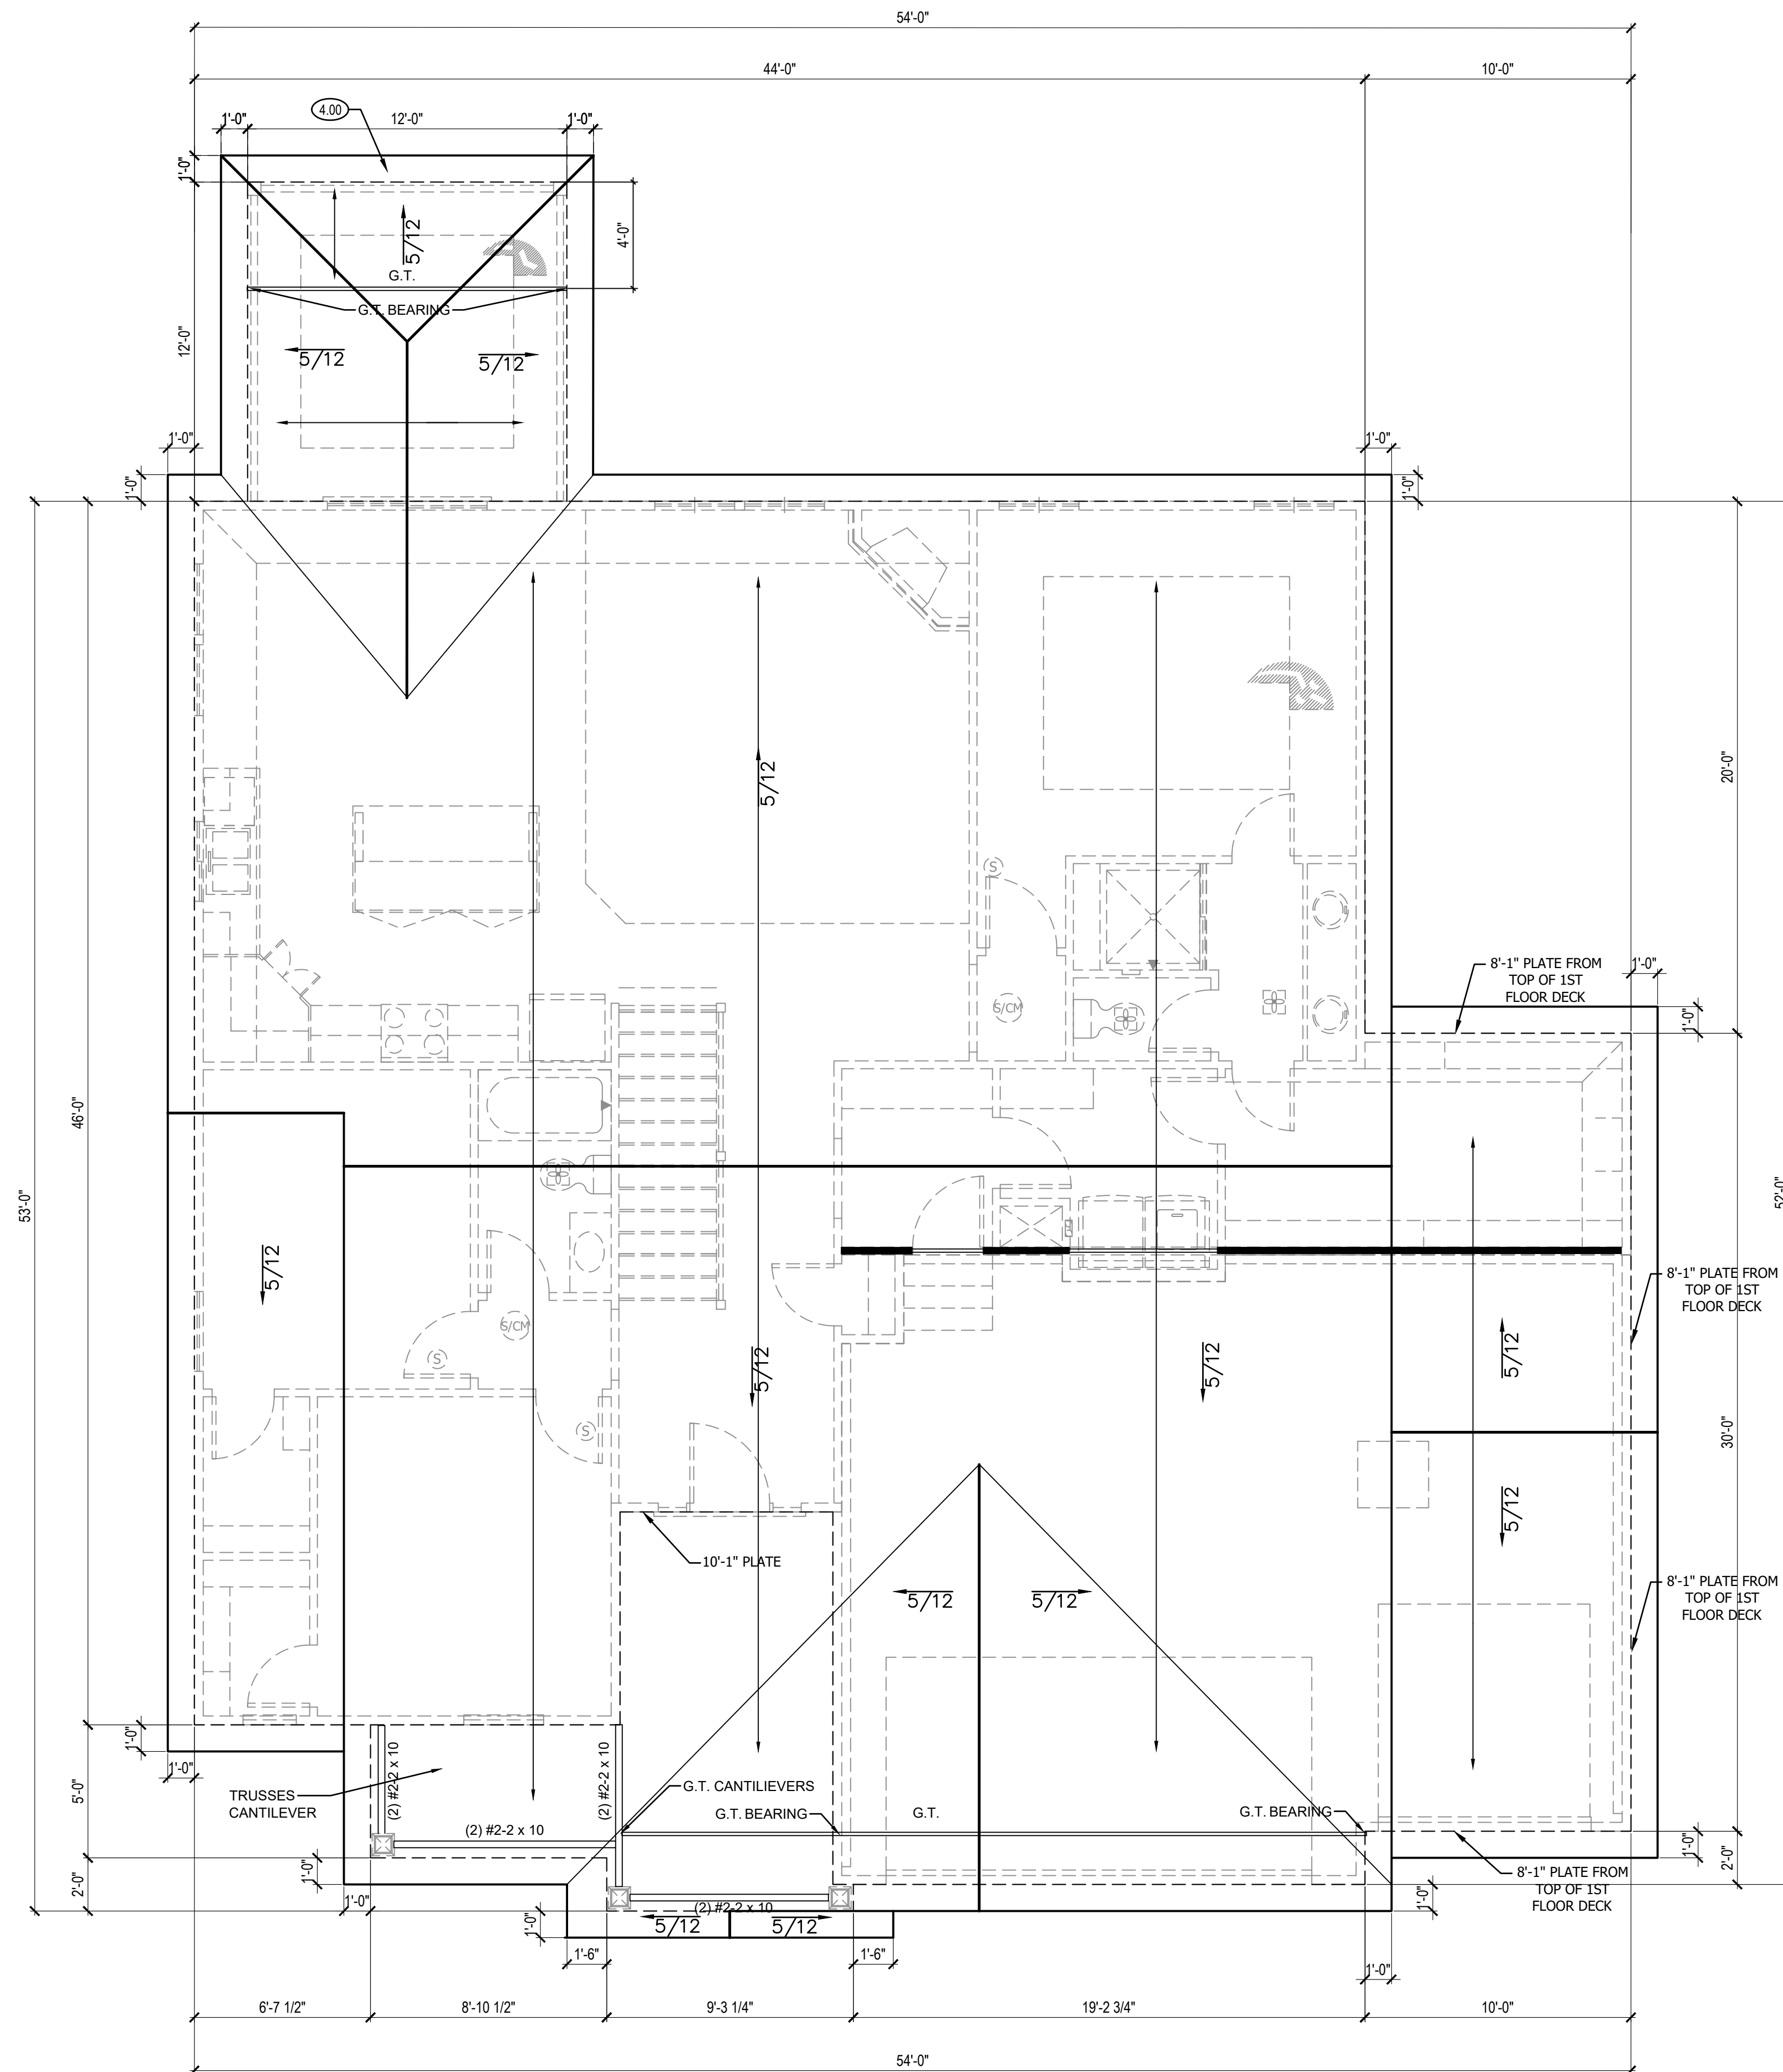 54'-0"
44'-0"
10'-0"
4.00
1'-0"
12'-0"
1'-0"
1'-0"
4'-0"
5/12
G.T.
G.T. BEARING
12'-0"
5/12
5/12
1'-0"
1'-0"
1'-0"
1'-0"
5/12
20'-0"
S
8'-1" PLATE FROM
TOP OF 1ST
FLOOR DECK
1'-0"
S/CM
1'-0"
46'-0"
53'-0"
52'-0"
5/12
8'-1" PLATE FROM
TOP OF 1ST
FLOOR DECK
S/CM
S
5/12
5/12
5/12
S
30'-0"
5/12
10'-1" PLATE
5/12
5/12
8'-1" PLATE FROM
TOP OF 1ST
FLOOR DECK
1'-0"
1'-0"
TRUSSES
CANTILEVER
(2) #2-2 x 10
(2) #2-2 x 10
G.T. CANTILIEVERS
G.T. BEARING
G.T.
G.T. BEARING
5'-0"
(2) #2-2 x 10
1'-0"
2'-0"
8'-1" PLATE FROM
TOP OF 1ST
FLOOR DECK
2'-0"
1'-0"
1'-0"
(2) #2-2 x 10
1'-0"
1'-0"
5/12
5/12
1'-6"
1'-6"
1'-0"
6'-7 1/2"
8'-10 1/2"
9'-3 1/4"
19'-2 3/4"
10'-0"
54'-0"